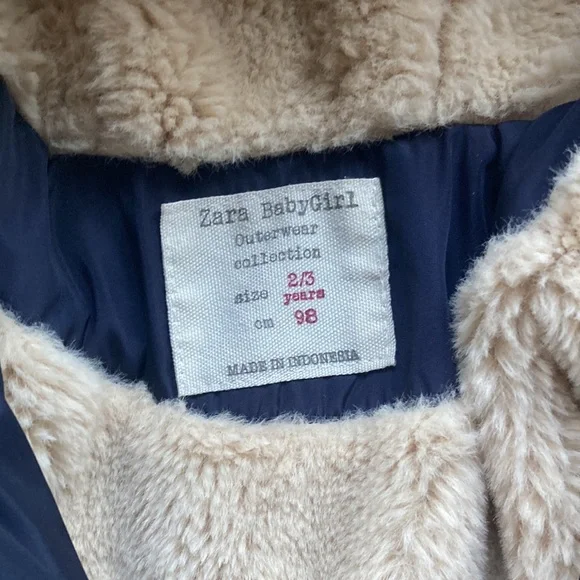 Zara BabyGirl
Outerwear
collection
size 2/3 years
cm 98
MADE IN INDONESIA